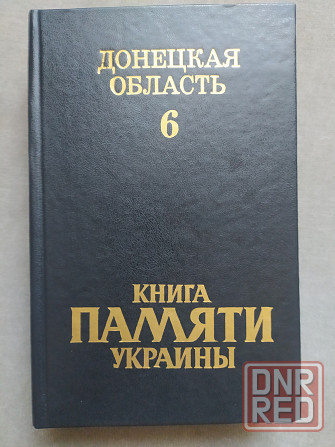 ДОНЕЦКАЯ
ОБЛАСТЬ
6
КНИГА
ПАМЯТИ
УКРАИНЫ
DNR
RED